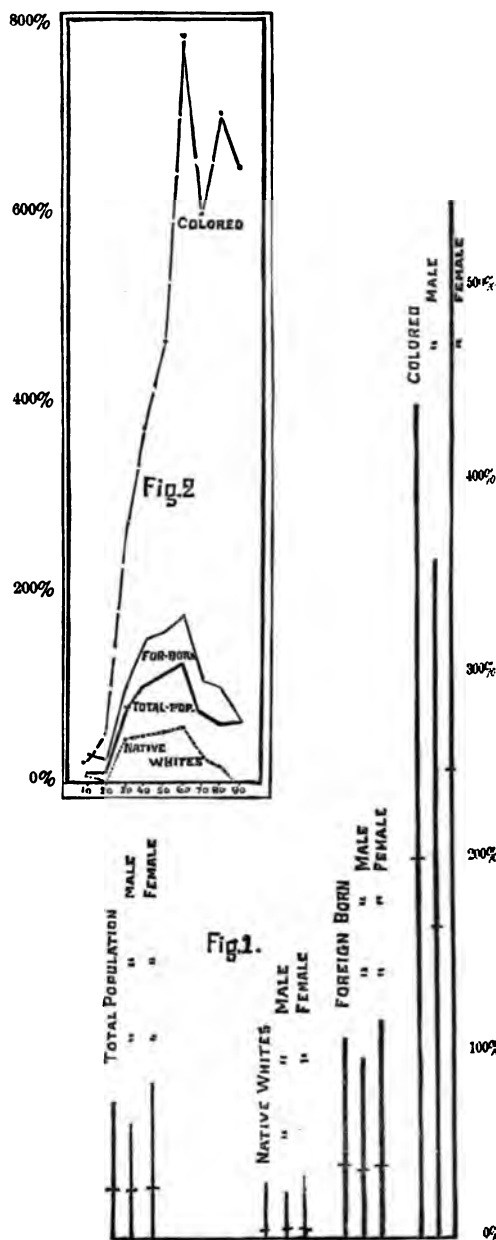 800%
600%
400%
200%
0%
COLORED
Fig.2
FOR-BORN
TOTAL-POP.
NATIVE
WHITES
10 20 30 40 50 60 70 80 90
500%
400%
300%
200%
100%
0%
Fig.1.
TOTAL POPULATION
" " MALE
" " FEMALE
NATIVE WHITES
" " MALE
" FEMALE
FOREIGN BORN
" " MALE
" " FEMALE
COLORED
" MALE
" FEMALE